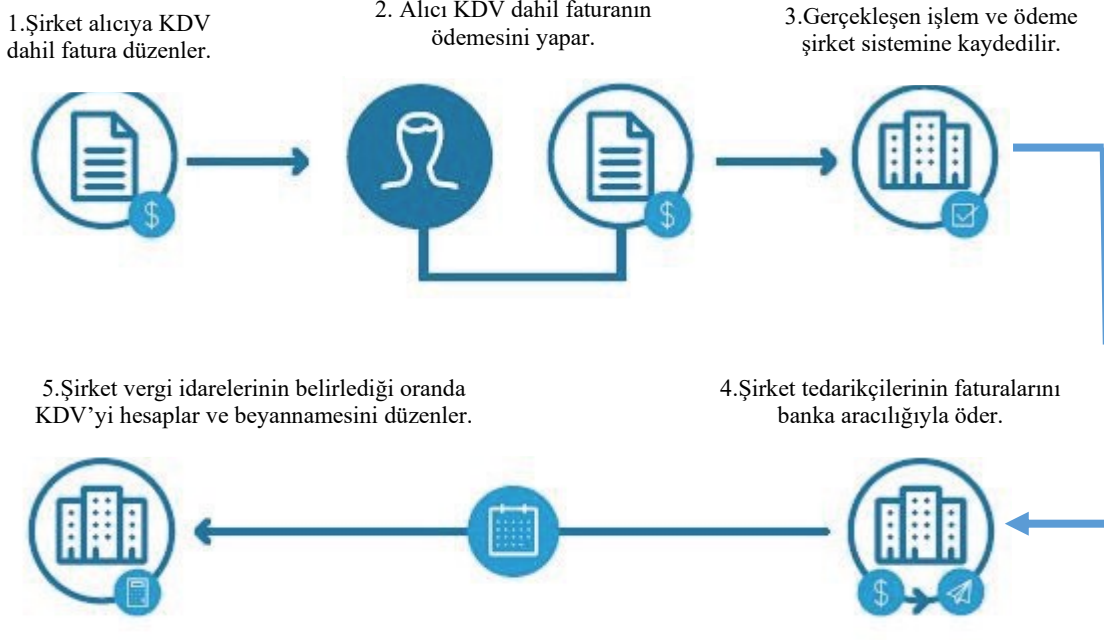 1.Şirket alıcıya KDV
dahil fatura düzenler.
2. Alıcı KDV dahil faturanın
ödemesini yapar.
3.Gerçekleşen işlem ve ödeme
şirket sistemine kaydedilir.
$
$
5.Şirket vergi idarelerinin belirlediği oranda
KDV’yi hesaplar ve beyannamesini düzenler.
4.Şirket tedarikçilerinin faturalarını
banka aracılığıyla öder.
$